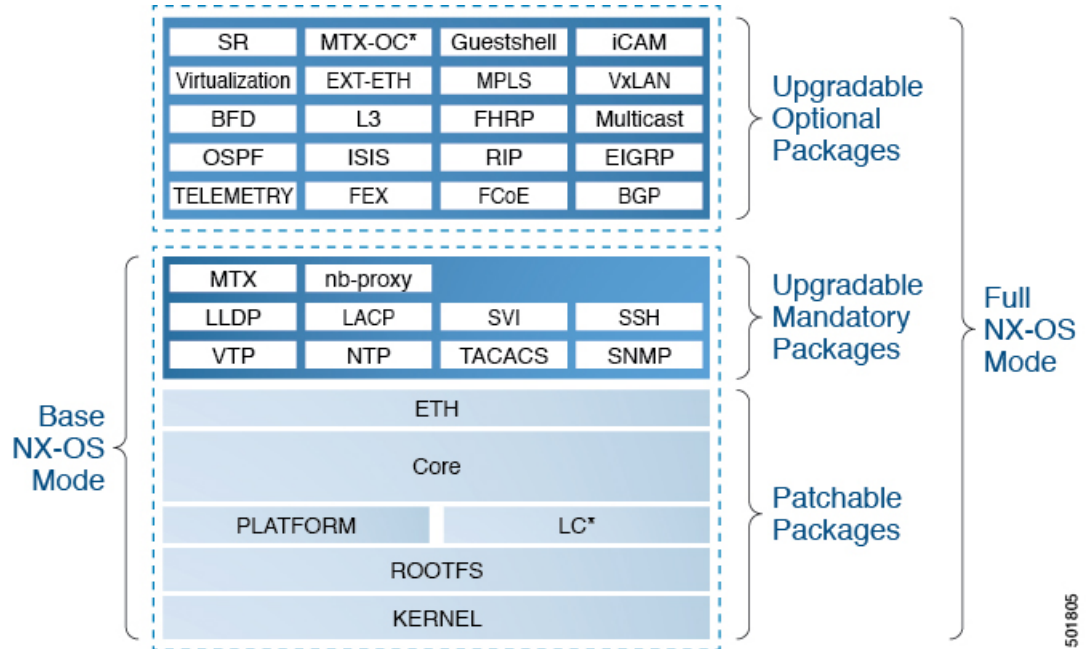 SR MTX-OC* Guestshell iCAM
Virtualization EXT-ETH MPLS VxLAN
BFD L3 FHRP Multicast
OSPF ISIS RIP EIGRP
TELEMETRY FEX FCoE BGP
Upgradable
Optional
Packages
MTX nb-proxy
LLDP LACP SVI SSH
VTP NTP TACACS SNMP
Upgradable
Mandatory
Packages
Full
NX-OS
Mode
Base
NX-OS
Mode
ETH
Core
PLATFORM LC*
ROOTFS
KERNEL
Patchable
Packages
501805